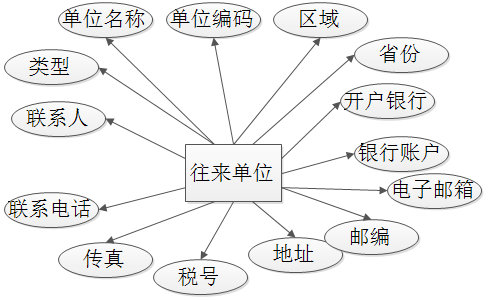 单位名称
单位编码
区域
省份
类型
开户银行
联系人
银行账户
往来单位
电子邮箱
联系电话
邮编
地址
传真
税号